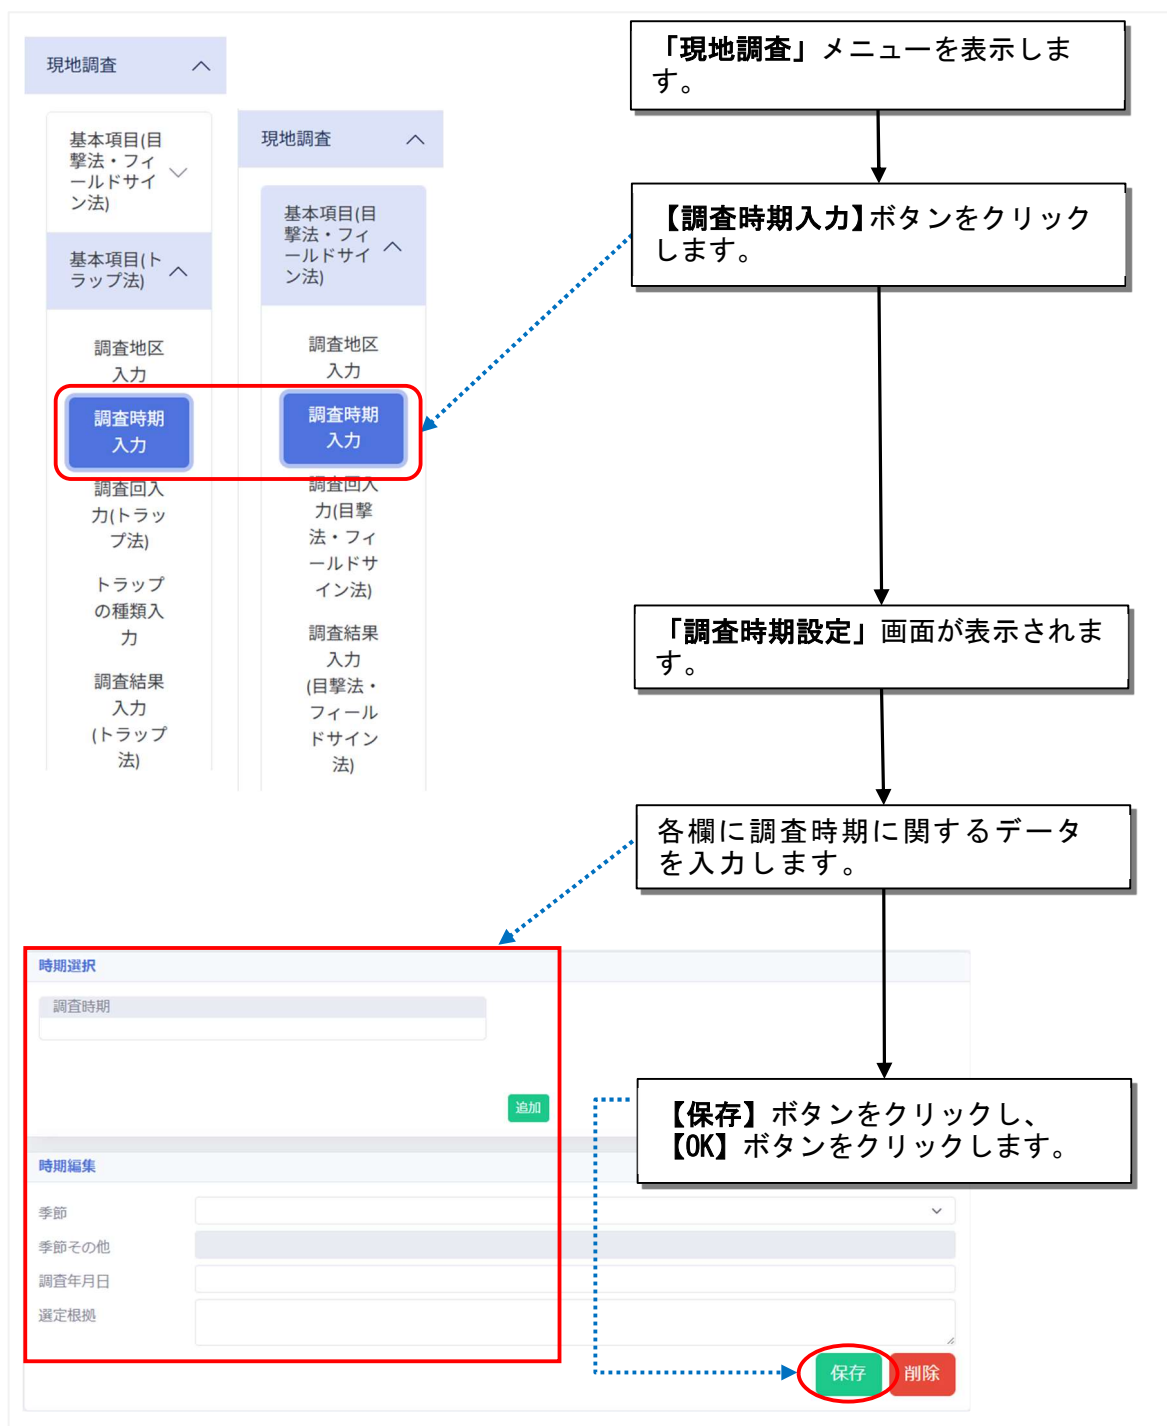 現地調査
基本項目(目
撃法・フィ
ールドサイ
ン法)
基本項目(ト
ラップ法)
調査地区
入力
調査時期
入力
調査回入
力(トラッ
プ法)
トラップ
の種類入
力
調査結果
入力
(トラップ
法)
現地調査
基本項目(目
撃法・フィ
ールドサイ
ン法)
調査地区
入力
調査時期
入力
調査回入
力(目撃
法・フィ
ールドサ
イン法)
調査結果
入力
(目撃法・
フィール
ドサイン
法)
「現地調査」メニューを表示しま
す。
【調査時期入力】ボタンをクリック
します。
「調査時期設定」画面が表示されま
す。
各欄に調査時期に関するデータ
を入力します。
【保存】ボタンをクリックし、
【OK】ボタンをクリックします。
時期選択
調査時期
追加
時期編集
季節
季節その他
調査年月日
選定根拠
保存
削除